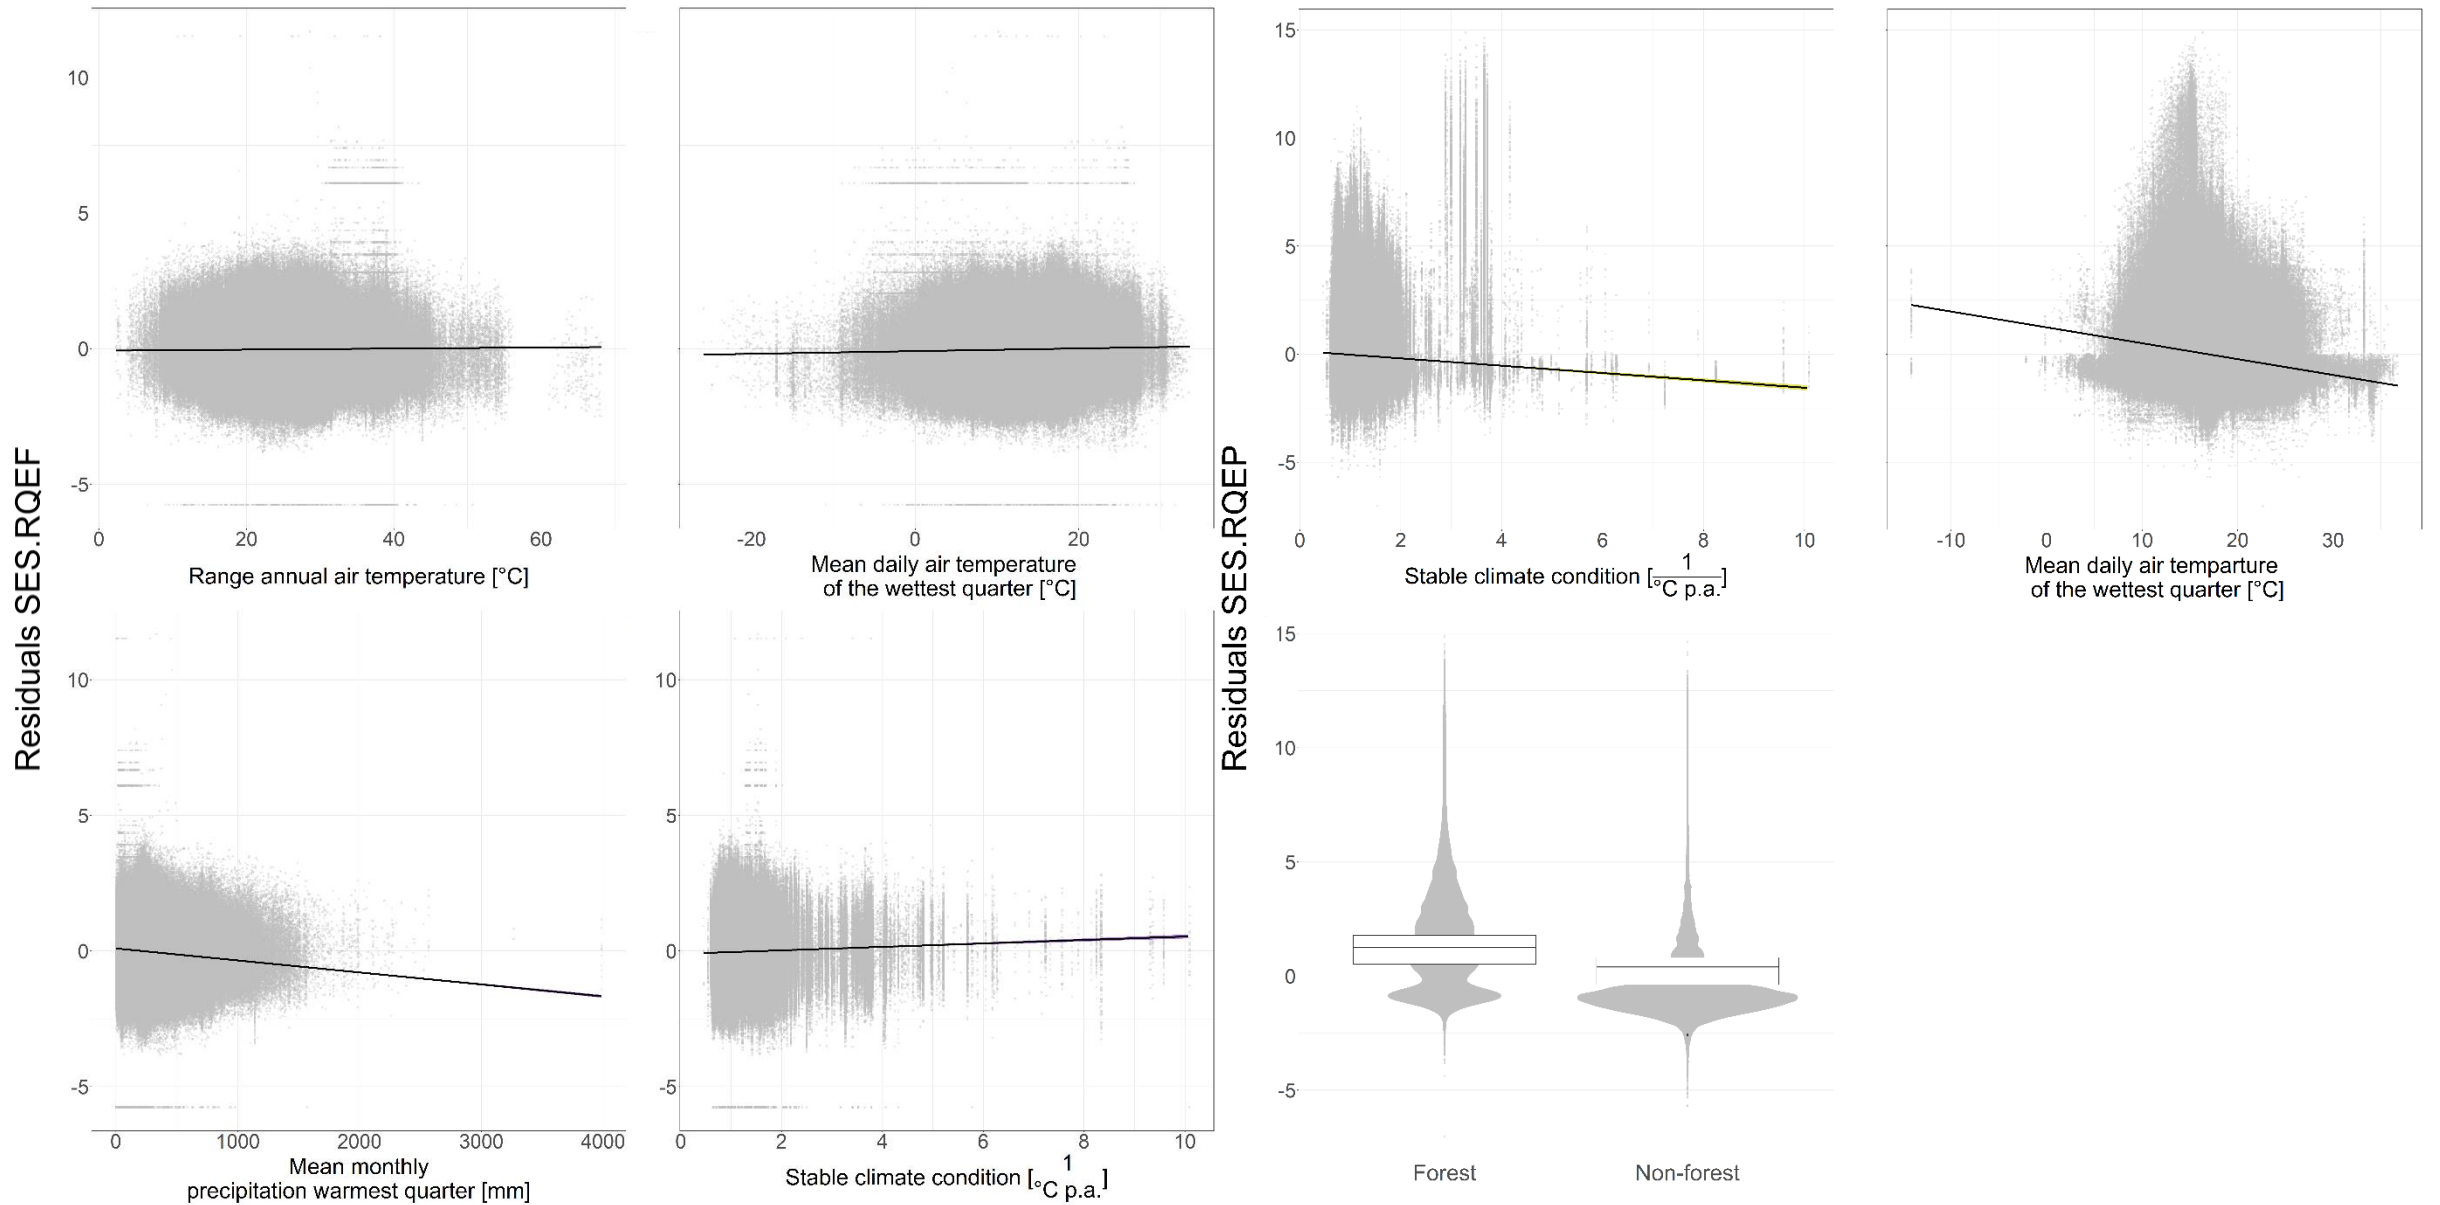 Residuals SES.RQEF
10
5
0
-5
0 20 40 60
Range annual air temperature [°C]
-20 0 20
Mean daily air temperature
of the wettest quarter [°C]
10
5
0
-5
0 1000 2000 3000 4000
Mean monthly
precipitation warmest quarter [mm]
10
5
0
-5
0 2 4 6 8 10
Stable climate condition [1
°C p.a.]
Residuals SES.RQEP
15
10
5
0
-5
0 2 4 6 8 10
Stable climate condition [1
°C p.a.]
-10 0 10 20 30
Mean daily air temparture
of the wettest quarter [°C]
15
10
5
0
-5
Forest Non-forest